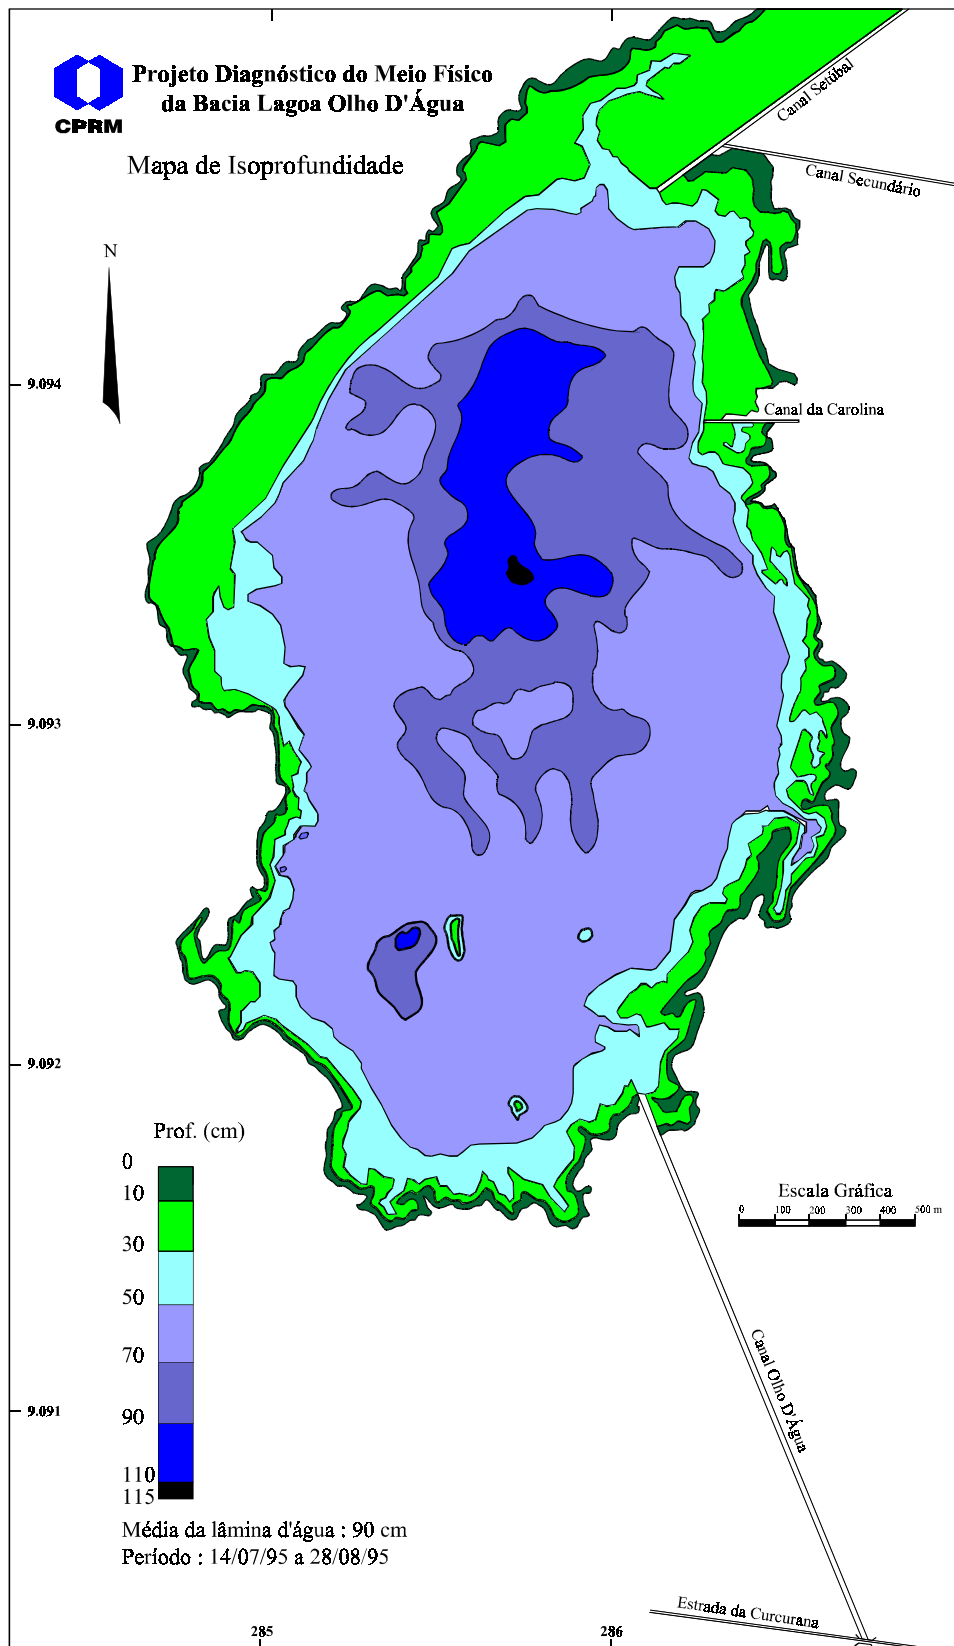 Projeto Diagnóstico do Meio Físico
da Bacia Lagoa Olho D'Água
CPRM
Mapa de Isoprofundidade
Canal Setúbal
Canal Secundário
N
9.094
Canal da Carolina
9.093
9.092
Prof. (cm)
0
10
30
50
70
90
110
115
Escala Gráfica
0 100 200 300 400 500 m
Canal Olho D'Água
9.091
Média da lâmina d'água : 90 cm
Período : 14/07/95 a 28/08/95
Estrada da Curcurana
285 286